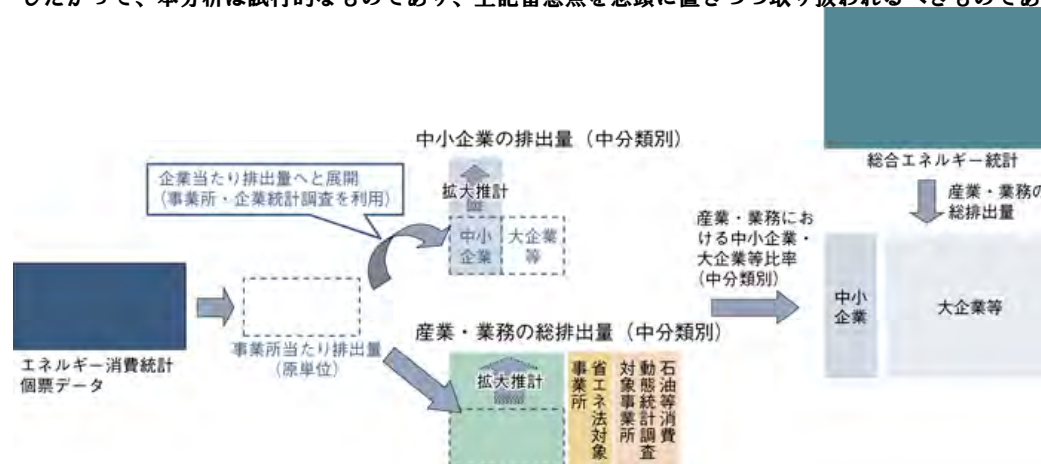 したがって、本分析は試行的なものであり、上記留意点を念頭に置きつつ取り扱われるべきものであ
中小企業の排出量（中分類別）
企業当たり排出量へと展開
（事業所・企業統計調査を利用）
拡大推計
中小
企業
大企業
等
エネルギー消費統計
個票データ
事業所当たり排出量
（原単位）
産業・業務の総排出量（中分類別）
拡大推計
省エネ法対象
事業所
石油等消費
動態統計調査
対象事業所
産業・業務にお
ける中小企業・
大企業等比率
（中分類別）
総合エネルギー統計
産業・業務の
総排出量
中小
企業
大企業等